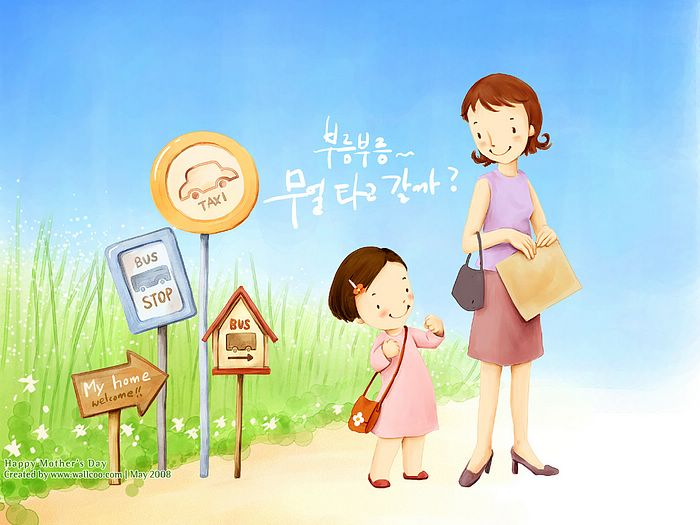 부릉부릉~
무얼 타고 갈까?
TAXI
BUS
STOP
BUS
My home
welcome!!
Happy Mother's Day
Created by www.wallcoo.com | May 2008